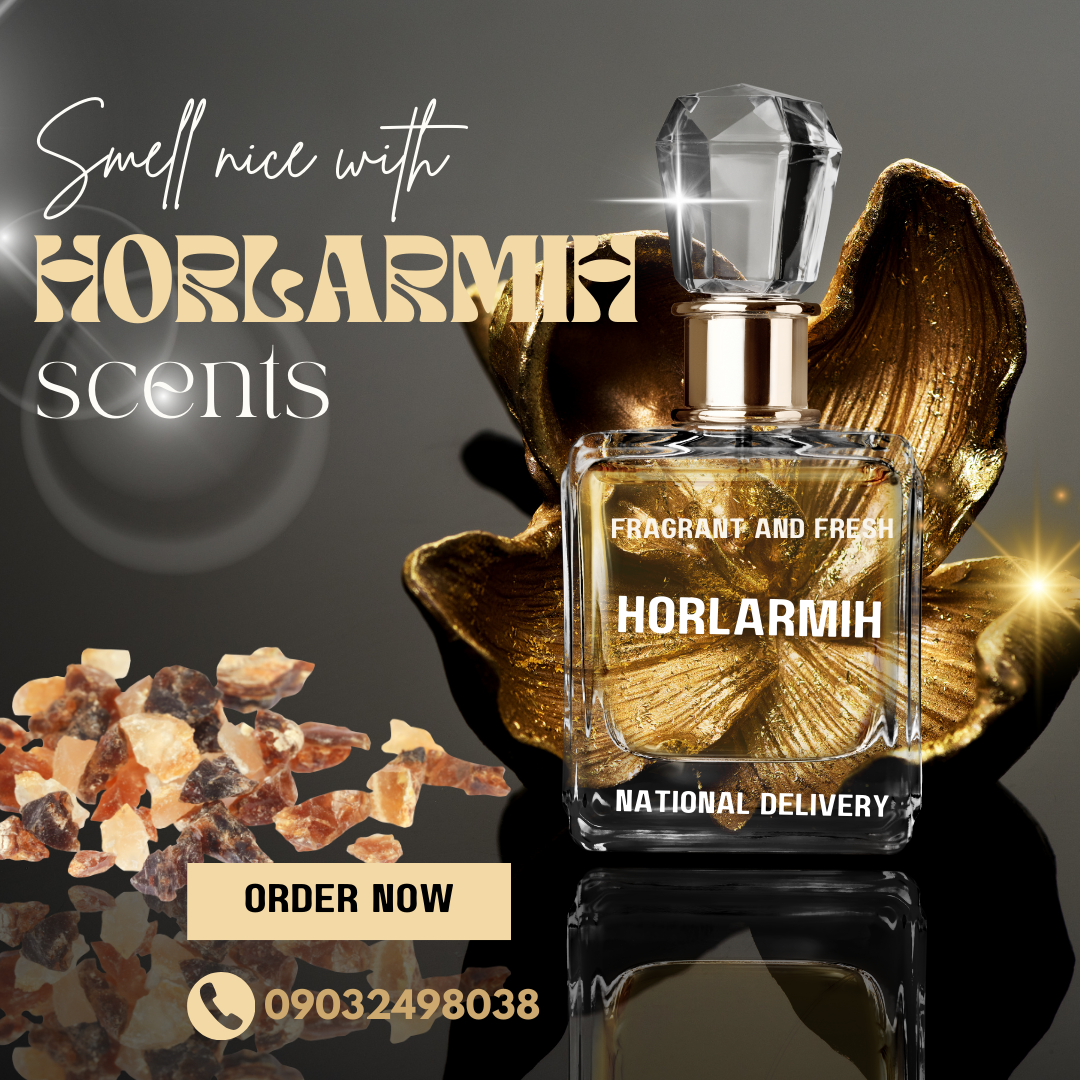 Smell nice with
HORLARMIH
scents
FRAGRANT AND FRESH
HORLARMIH
NATIONAL DELIVERY
ORDER NOW
09032498038